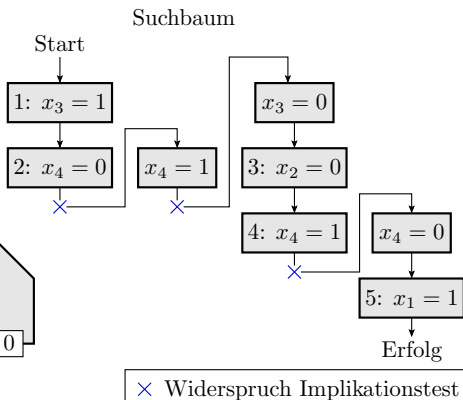 Suchbaum
Start
1: x₃ = 1
x₃ = 0
2: x₄ = 0
x₄ = 1
3: x₂ = 0
4: x₄ = 1
x₄ = 0
5: x₁ = 1
0
Erfolg
× Widerspruch Implikationstest